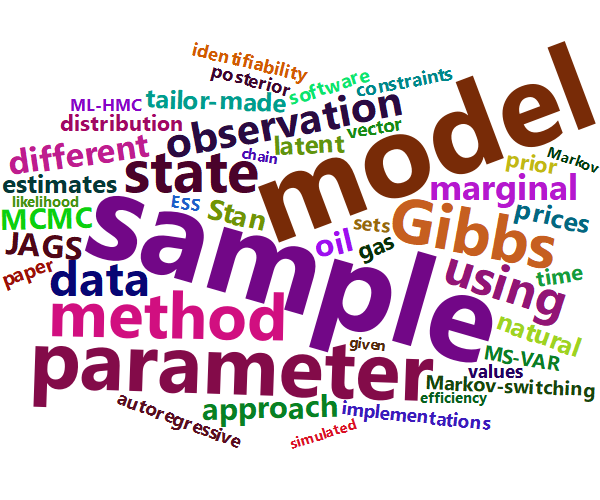 identifiability
posterior
software
constraints
ML-HMC
tailor-made
model
distribution
observation
vector
different
chain
latent
Markov
estimates
state
prior
marginal
likelihood
ESS
Stan
sets
Gibbs
prices
MCMC
sample
oil
gas
JAGS
paper
data
using
time
method
natural
given
MS-VAR
parameter
values
Markov-switching
efficiency
autoregressive
approach
implementations
simulated